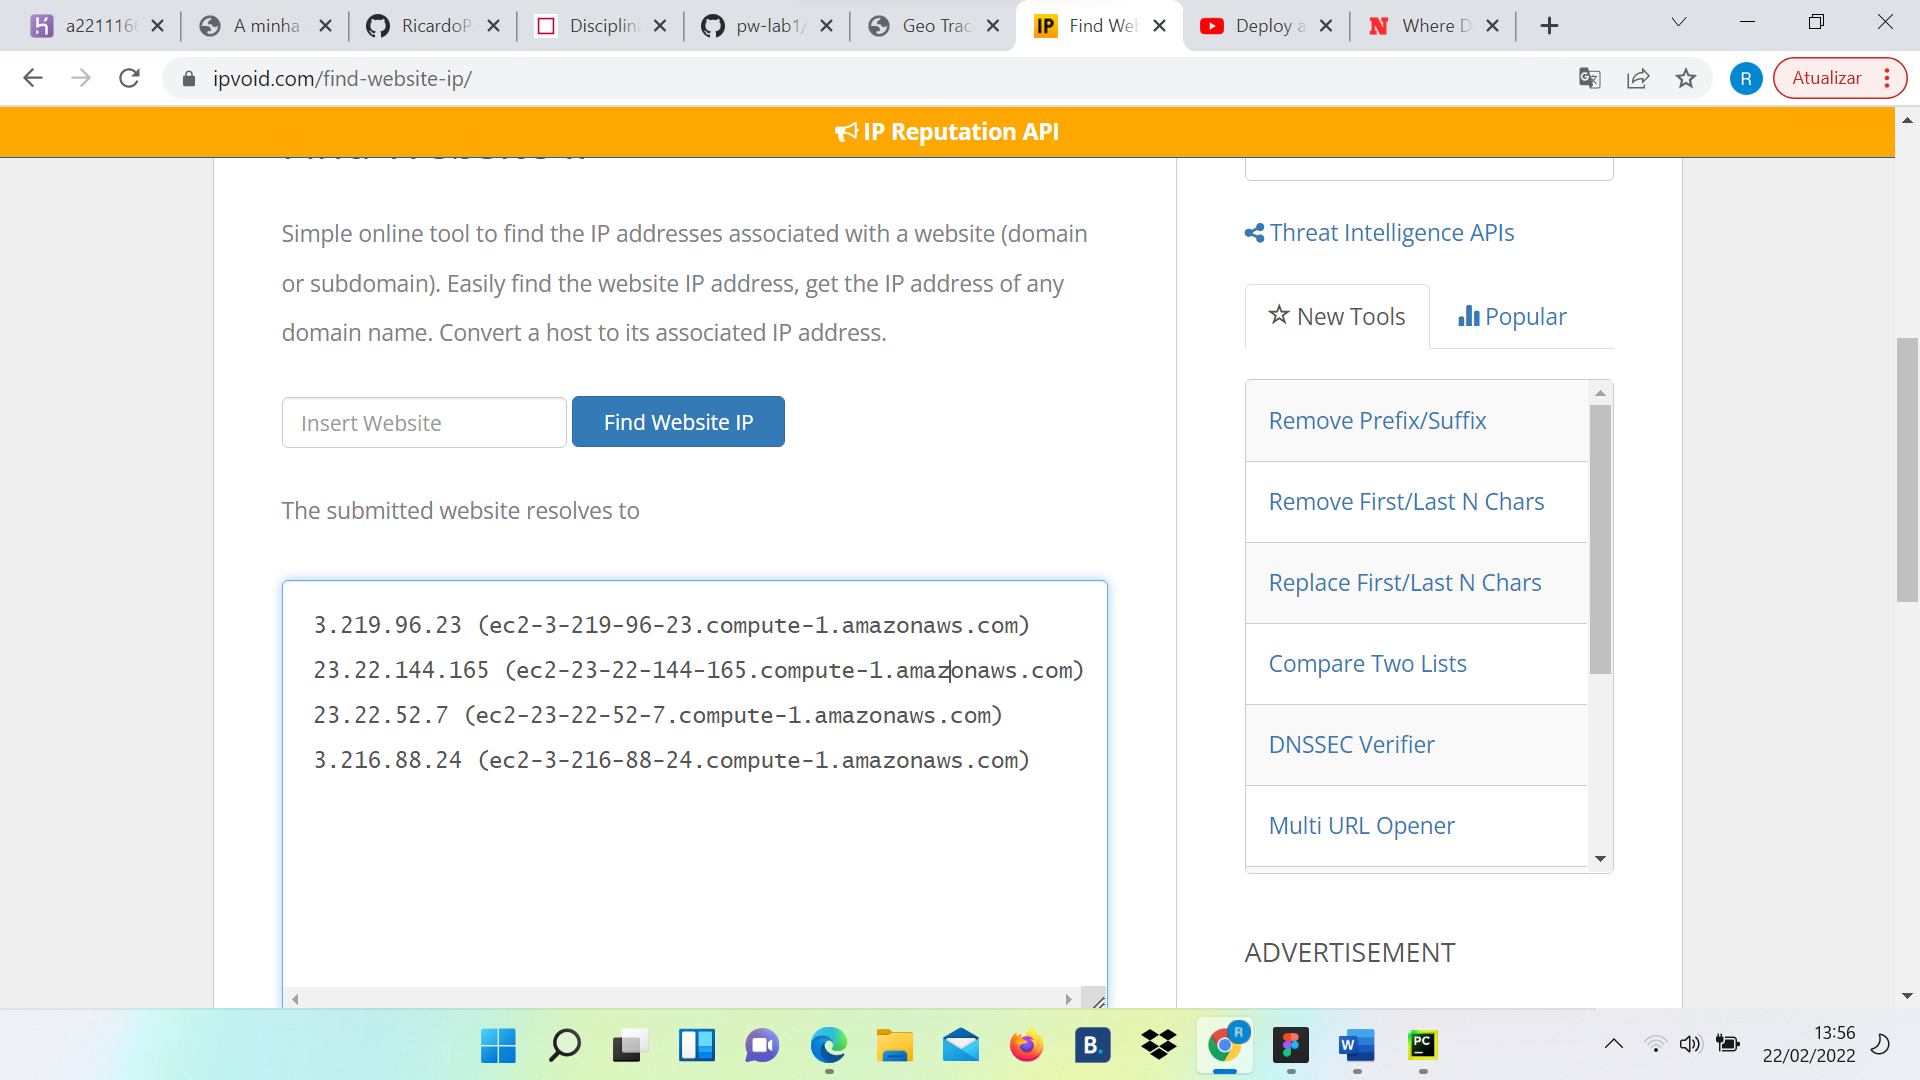 a221116
A minha
RicardoP
Disciplin
pw-lab1/
Geo Trac
IP
Find Web
Deploy a
Where D
ipvoid.com/find-website-ip/
R
Atualizar
IP Reputation API
Simple online tool to find the IP addresses associated with a website (domain
or subdomain). Easily find the website IP address, get the IP address of any
domain name. Convert a host to its associated IP address.
Insert Website
Find Website IP
The submitted website resolves to
3.219.96.23 (ec2-3-219-96-23.compute-1.amazonaws.com)
23.22.144.165 (ec2-23-22-144-165.compute-1.amazonaws.com)
23.22.52.7 (ec2-23-22-52-7.compute-1.amazonaws.com)
3.216.88.24 (ec2-3-216-88-24.compute-1.amazonaws.com)
Threat Intelligence APIs
New Tools
Popular
Remove Prefix/Suffix
Remove First/Last N Chars
Replace First/Last N Chars
Compare Two Lists
DNSSEC Verifier
Multi URL Opener
ADVERTISEMENT
B.
R
W
PC
13:56
22/02/2022